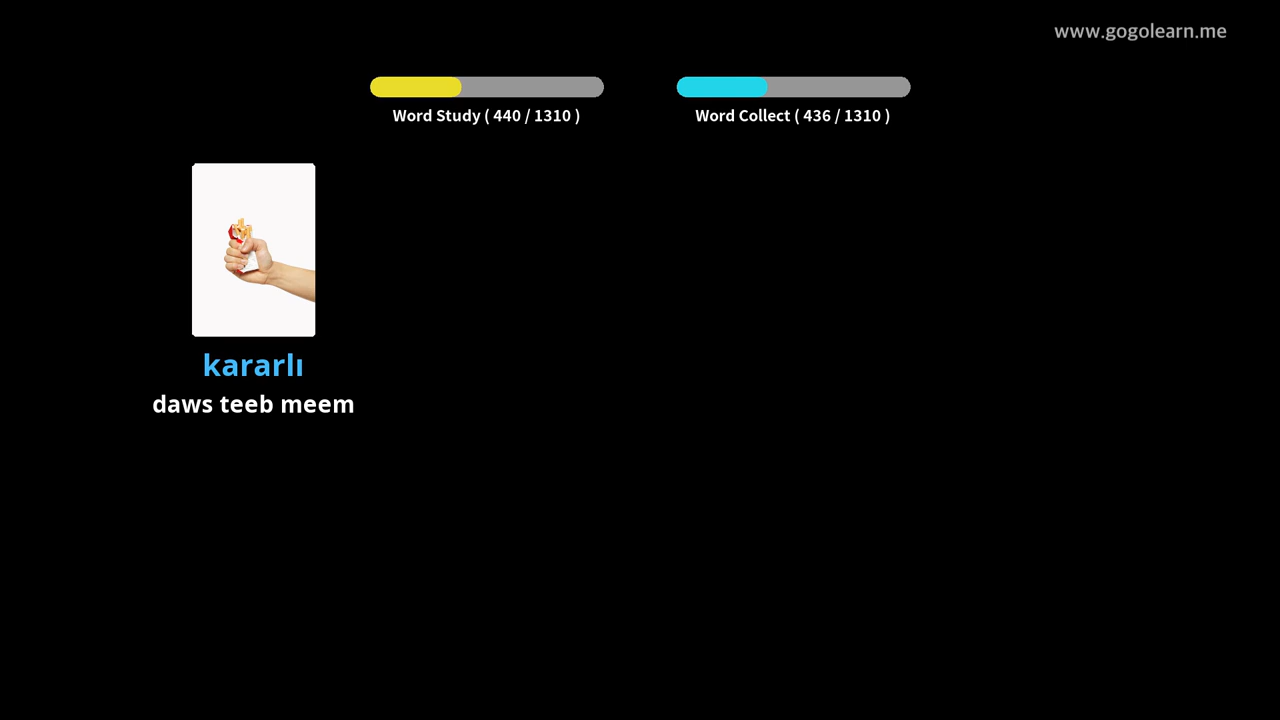 www.gogolearn.me
Word Study ( 440 / 1310 )
Word Collect ( 436 / 1310 )
kararlı
daws teeb meem